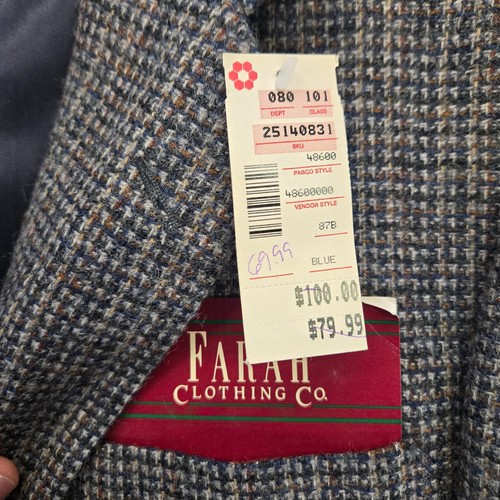 080 101
DEPT CLASS
25140831
SKU
48600
PASCO STYLE
48600000
VENDOR STYLE
87B
69.99
BLUE
$100.00
$79.99
FARAH
CLOTHING CO.